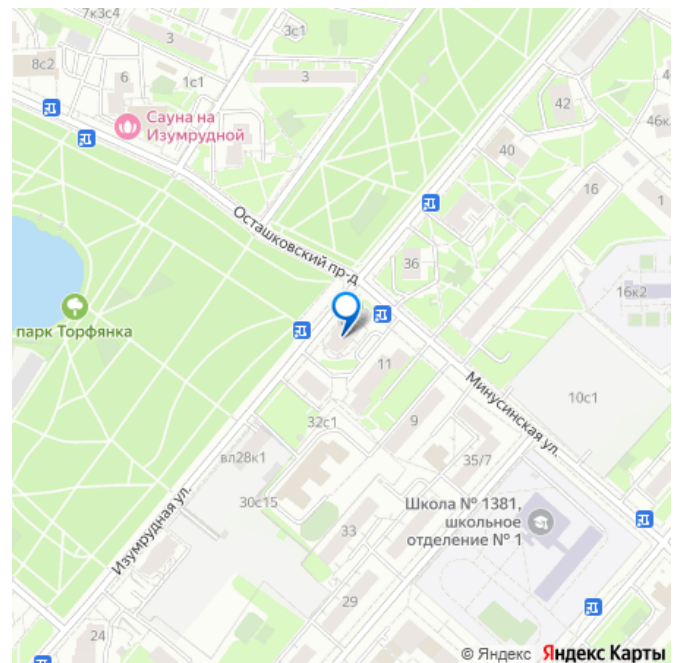 7к3с4
3с1
3
8с2
6
1с1
3
Сауна на
Изумрудной
42
46к
40
16
1
Осташковский пр-д
36
16к2
парк Торфянка
11
Минусинская ул.
10с1
32с1
9
вл28к1
35/7
30с15
Школа № 1381,
школьное
отделение № 1
33
Изумрудная ул.
29
24
© Яндекс Яндекс Карты